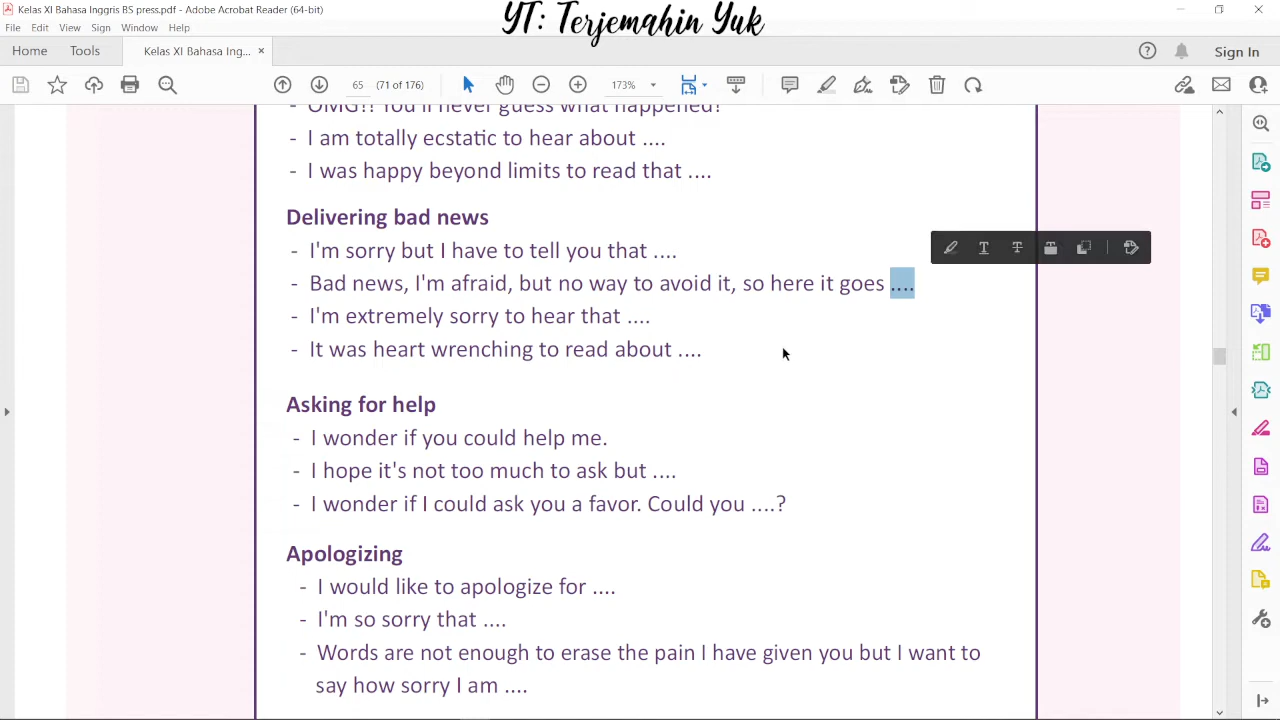 YT: Terjemahin Yuk
Kelas XI Bahasa Inggris BS press.pdf - Adobe Acrobat Reader (64-bit)
File Edit View Sign Window Help
Home Tools Kelas XI Bahasa Ing... × Sign In
65 (71 of 176) 173%
- OMG!! You'll never guess what happened!
- I am totally ecstatic to hear about ....
- I was happy beyond limits to read that ....
Delivering bad news
- I'm sorry but I have to tell you that ....
- Bad news, I'm afraid, but no way to avoid it, so here it goes ....
- I'm extremely sorry to hear that ....
- It was heart wrenching to read about ....
Asking for help
- I wonder if you could help me.
- I hope it's not too much to ask but ....
- I wonder if I could ask you a favor. Could you ....?
Apologizing
- I would like to apologize for ....
- I'm so sorry that ....
- Words are not enough to erase the pain I have given you but I want to
say how sorry I am ....